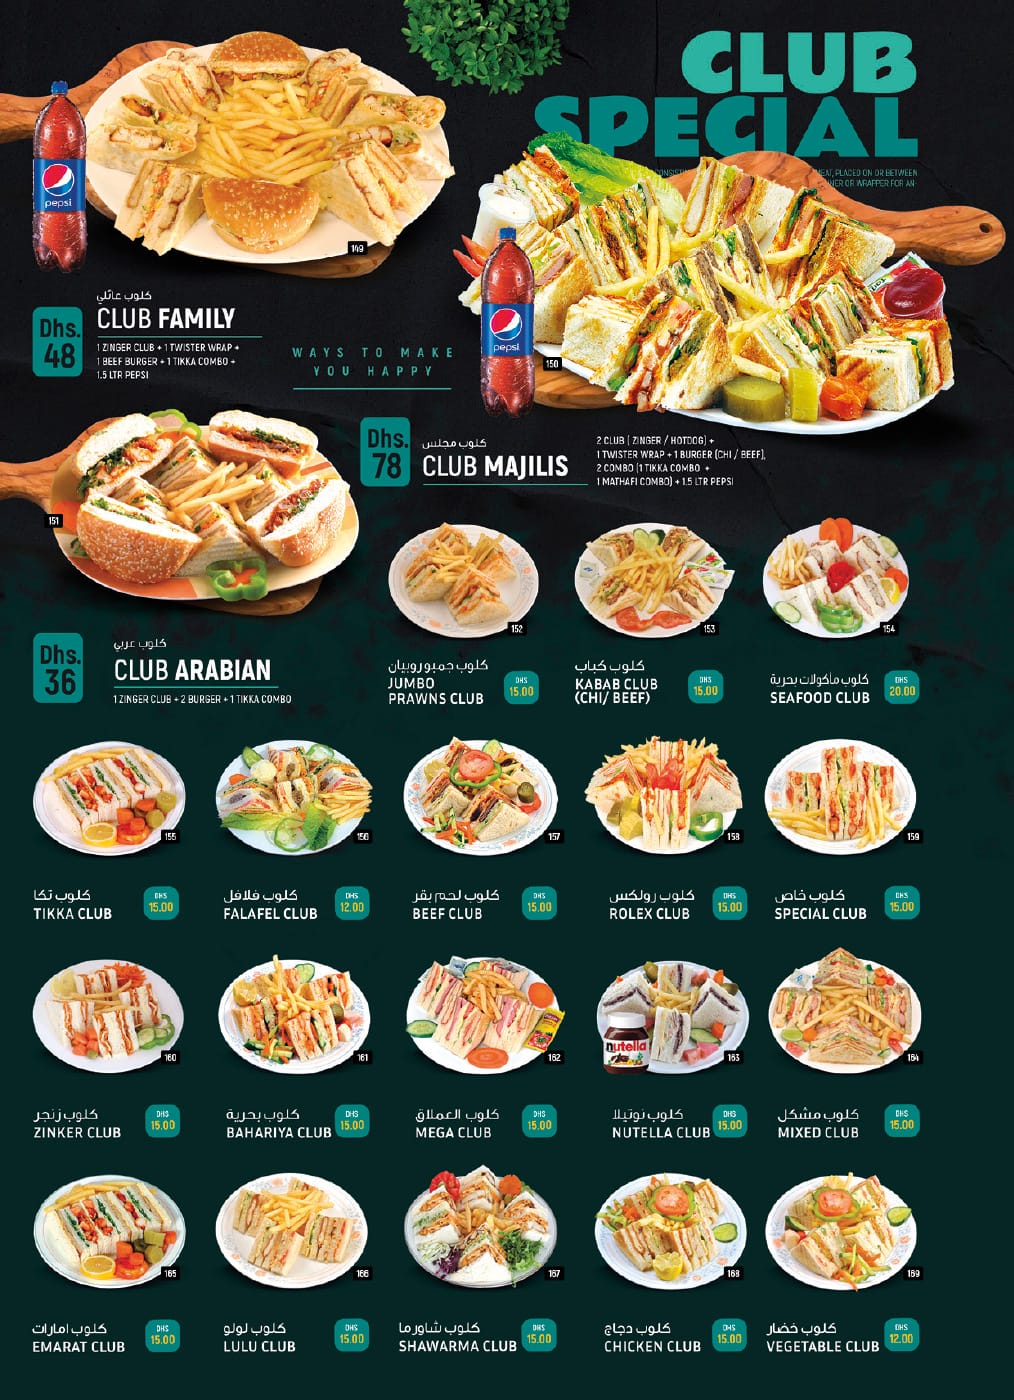 CLUB
SPECIAL
MEAT, PLACED ON OR BETWEEN
OR WRAPPER FOR AN-
pepsi
149
كلوب عائلي
CLUB FAMILY
Dhs.
48
1 ZINGER CLUB + 1 TWISTER WRAP +
1 BEEF BURGER + 1 TIKKA COMBO +
1.5 LTR PEPSI
WAYS TO MAKE
YOU HAPPY
pepsi
150
Dhs.
78
كلوب مجلس
CLUB MAJILIS
2 CLUB ( ZINGER / HOTDOG) +
1 TWISTER WRAP + 1 BURGER (CHI / BEEF),
2 COMBO (1 TIKKA COMBO +
1 MATHAFI COMBO) + 1.5 LTR PEPSI
151
Dhs.
36
كلوب عربي
CLUB ARABIAN
1 ZINGER CLUB + 2 BURGER + 1 TIKKA COMBO
152
كلوب جمبو روبيان
JUMBO
PRAWNS CLUB
DHS
15.00
153
كلوب كباب
KABAB CLUB
(CHI/ BEEF)
DHS
15.00
154
كلوب ماكولات بحرية
SEAFOOD CLUB
DHS
20.00
155
كلوب تكا
TIKKA CLUB
DHS
15.00
156
كلوب فلافل
FALAFEL CLUB
DHS
12.00
157
كلوب لحم بقر
BEEF CLUB
DHS
15.00
158
كلوب رولكس
ROLEX CLUB
DHS
15.00
159
كلوب خاص
SPECIAL CLUB
DHS
15.00
160
كلوب زنجر
ZINKER CLUB
DHS
15.00
161
كلوب بحرية
BAHARIYA CLUB
DHS
15.00
162
كلوب العملاق
MEGA CLUB
DHS
15.00
nutella
163
كلوب نوتيلا
NUTELLA CLUB
DHS
15.00
164
كلوب مشكل
MIXED CLUB
DHS
15.00
165
كلوب امارات
EMARAT CLUB
DHS
15.00
166
كلوب لولو
LULU CLUB
DHS
15.00
167
كلوب شاورما
SHAWARMA CLUB
DHS
15.00
168
كلوب دجاج
CHICKEN CLUB
DHS
15.00
169
كلوب خضار
VEGETABLE CLUB
DHS
12.00